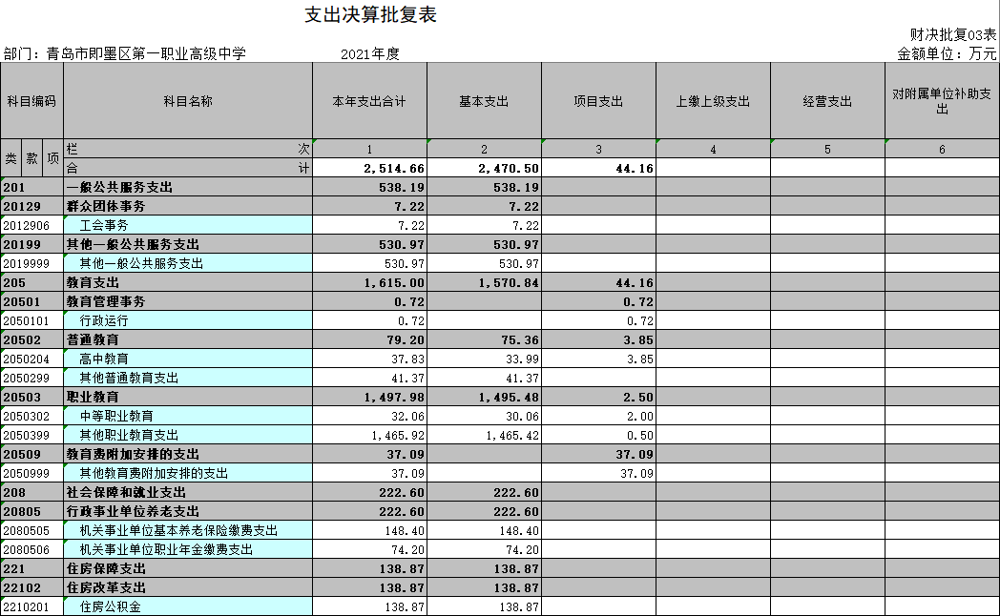 支出决算批复表
财决批复03表
部门：青岛市即墨区第一职业高级中学 2021年度 金额单位：万元
科目编码 科目名称 本年支出合计 基本支出 项目支出 上缴上级支出 经营支出 对附属单位补助支
出
类 款 项 栏 次 1 2 3 4 5 6
合 计 2,514.66 2,470.50 44.16
201 一般公共服务支出 538.19 538.19
20129 群众团体事务 7.22 7.22
2012906 工会事务 7.22 7.22
20199 其他一般公共服务支出 530.97 530.97
2019999 其他一般公共服务支出 530.97 530.97
205 教育支出 1,615.00 1,570.84 44.16
20501 教育管理事务 0.72 0.72
2050101 行政运行 0.72 0.72
20502 普通教育 79.20 75.36 3.85
2050204 高中教育 37.83 33.99 3.85
2050299 其他普通教育支出 41.37 41.37
20503 职业教育 1,497.98 1,495.48 2.50
2050302 中等职业教育 32.06 30.06 2.00
2050399 其他职业教育支出 1,465.92 1,465.42 0.50
20509 教育费附加安排的支出 37.09 37.09
2050999 其他教育费附加安排的支出 37.09 37.09
208 社会保障和就业支出 222.60 222.60
20805 行政事业单位养老支出 222.60 222.60
2080505 机关事业单位基本养老保险缴费支出 148.40 148.40
2080506 机关事业单位职业年金缴费支出 74.20 74.20
221 住房保障支出 138.87 138.87
22102 住房改革支出 138.87 138.87
2210201 住房公积金 138.87 138.87